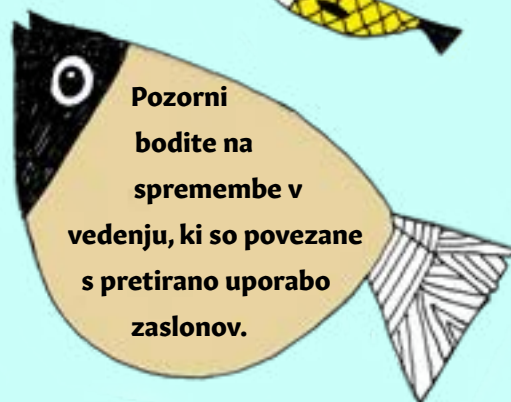 Pozorni
bodite na
spremembe v
vedenju, ki so povezane
s pretirano uporabo
zaslonov.